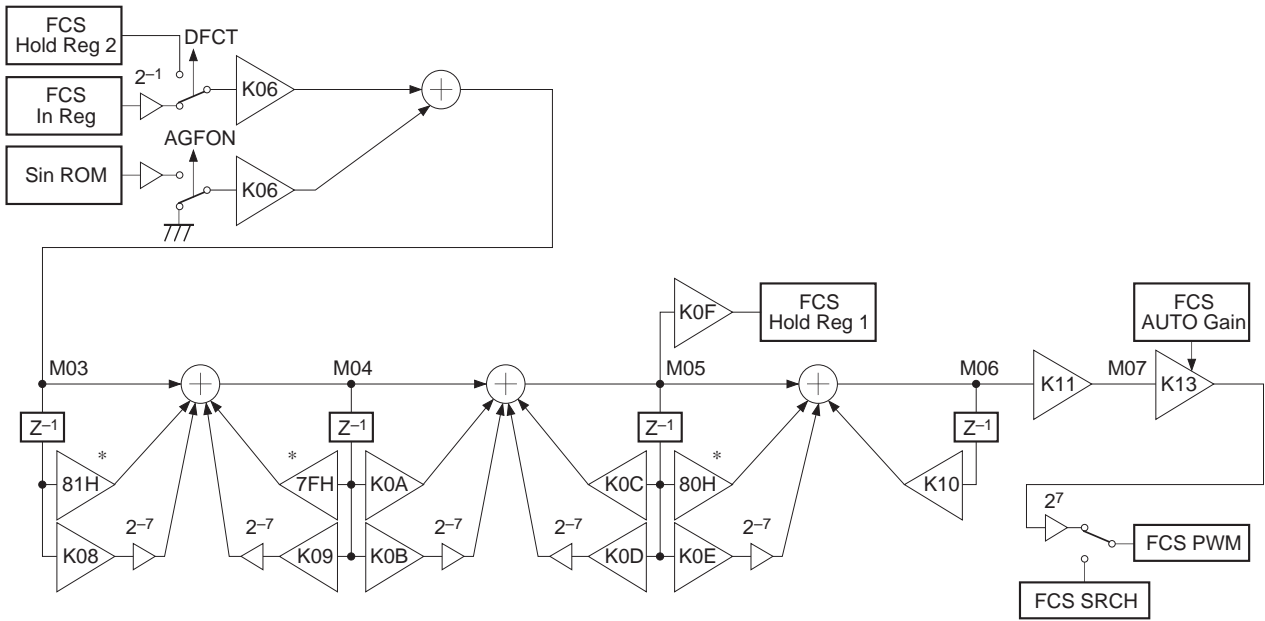 FCS
Hold Reg 2
DFCT
2⁻¹
K06
FCS
In Reg
AGFON
Sin ROM
K06
K0F
FCS
Hold Reg 1
FCS
AUTO Gain
M03
M04
M05
M06
K11
M07
K13
Z⁻¹
Z⁻¹
Z⁻¹
Z⁻¹
81H
*
*
7FH
K0A
K0C
80H
*
K10
K08
2⁻⁷
2⁻⁷
K09
K0B
2⁻⁷
2⁻⁷
K0D
K0E
2⁻⁷
2⁷
FCS PWM
FCS SRCH